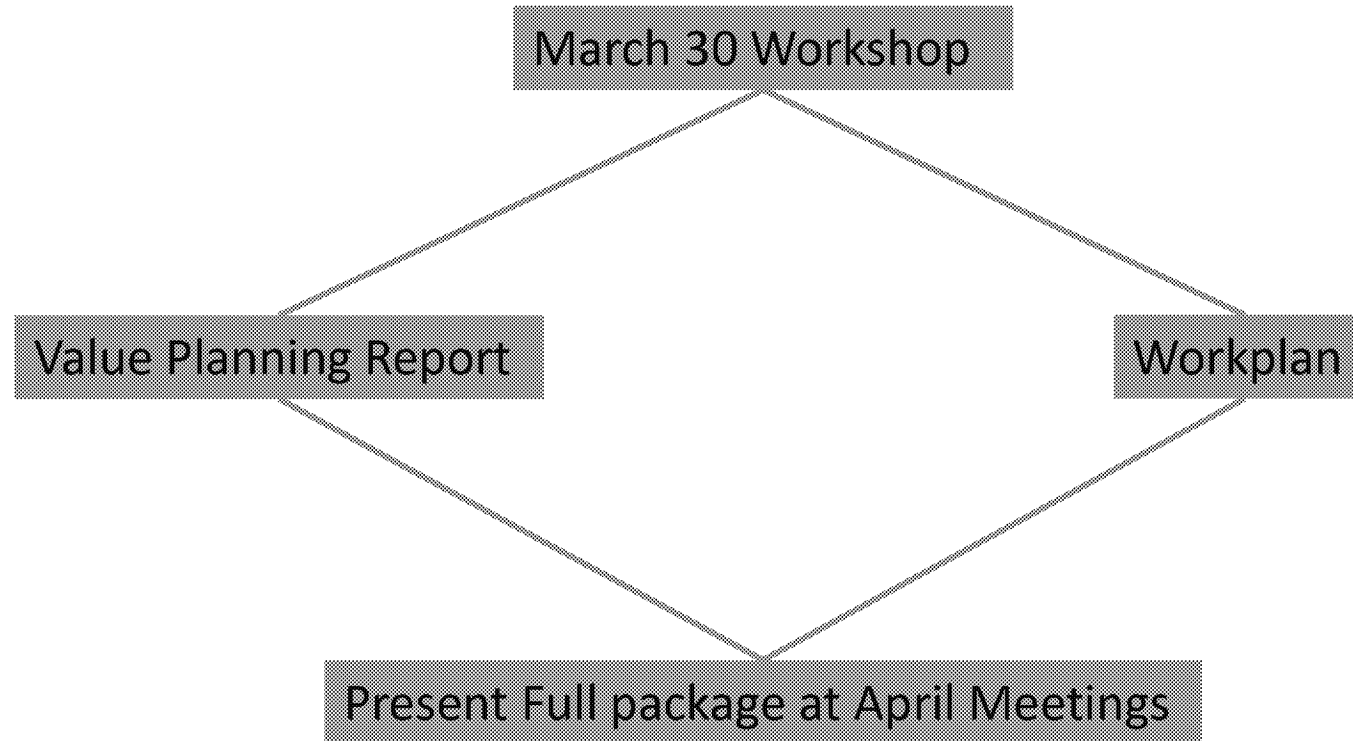 March 30 Workshop
Value Planning Report
Workplan
Present Full package at April Meetings